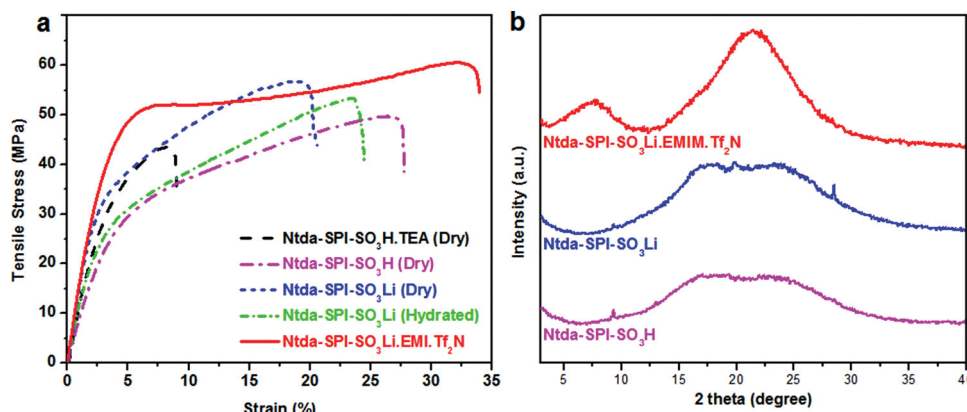 a
Tensile Stress (MPa)
60
50
40
30
20
10
0
0 5 10 15 20 25 30 35
Strain (%)
Ntda-SPI-SO₃H.TEA (Dry)
Ntda-SPI-SO₃H (Dry)
Ntda-SPI-SO₃Li (Dry)
Ntda-SPI-SO₃Li (Hydrated)
Ntda-SPI-SO₃Li.EMI.Tf₂N
b
Intensity (a.u.)
Ntda-SPI-SO₃Li.EMIM.Tf₂N
Ntda-SPI-SO₃Li
Ntda-SPI-SO₃H
5 10 15 20 25 30 35 40
2 theta (degree)